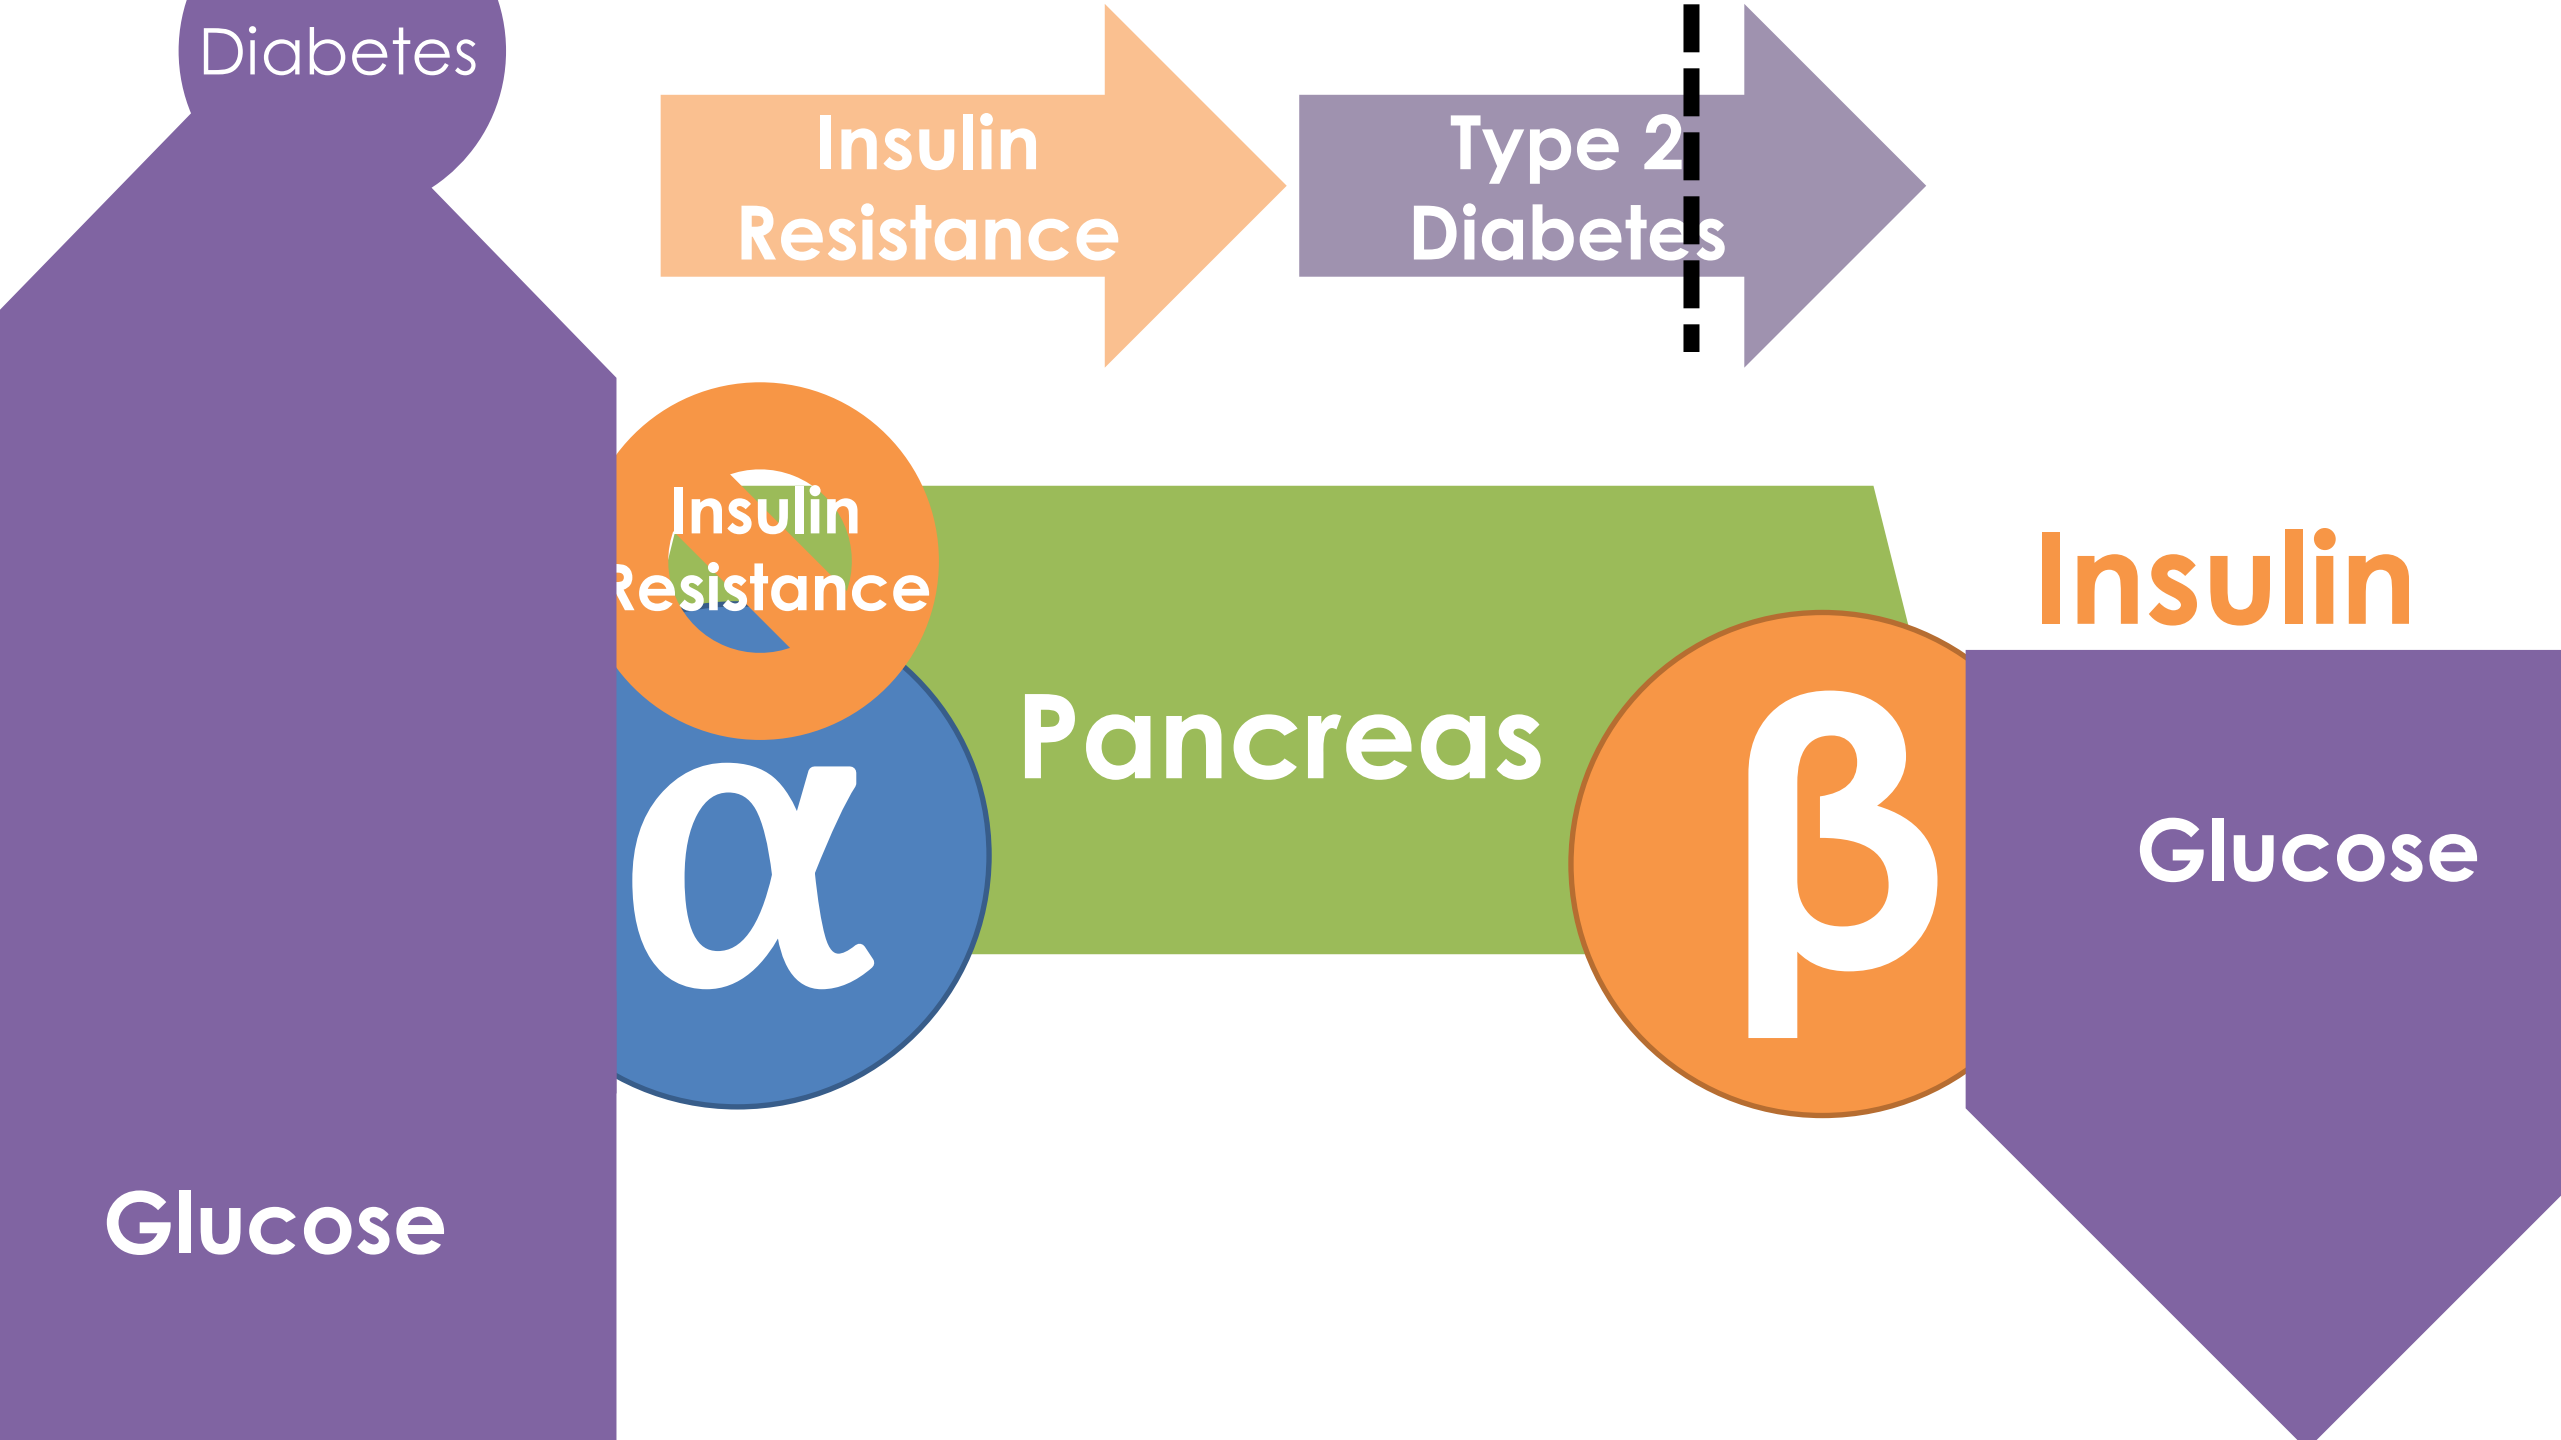 Diabetes
Insulin
Resistance
Type 2
Diabetes
Insulin
Resistance
Insulin
Pancreas
α
β
Glucose
Glucose